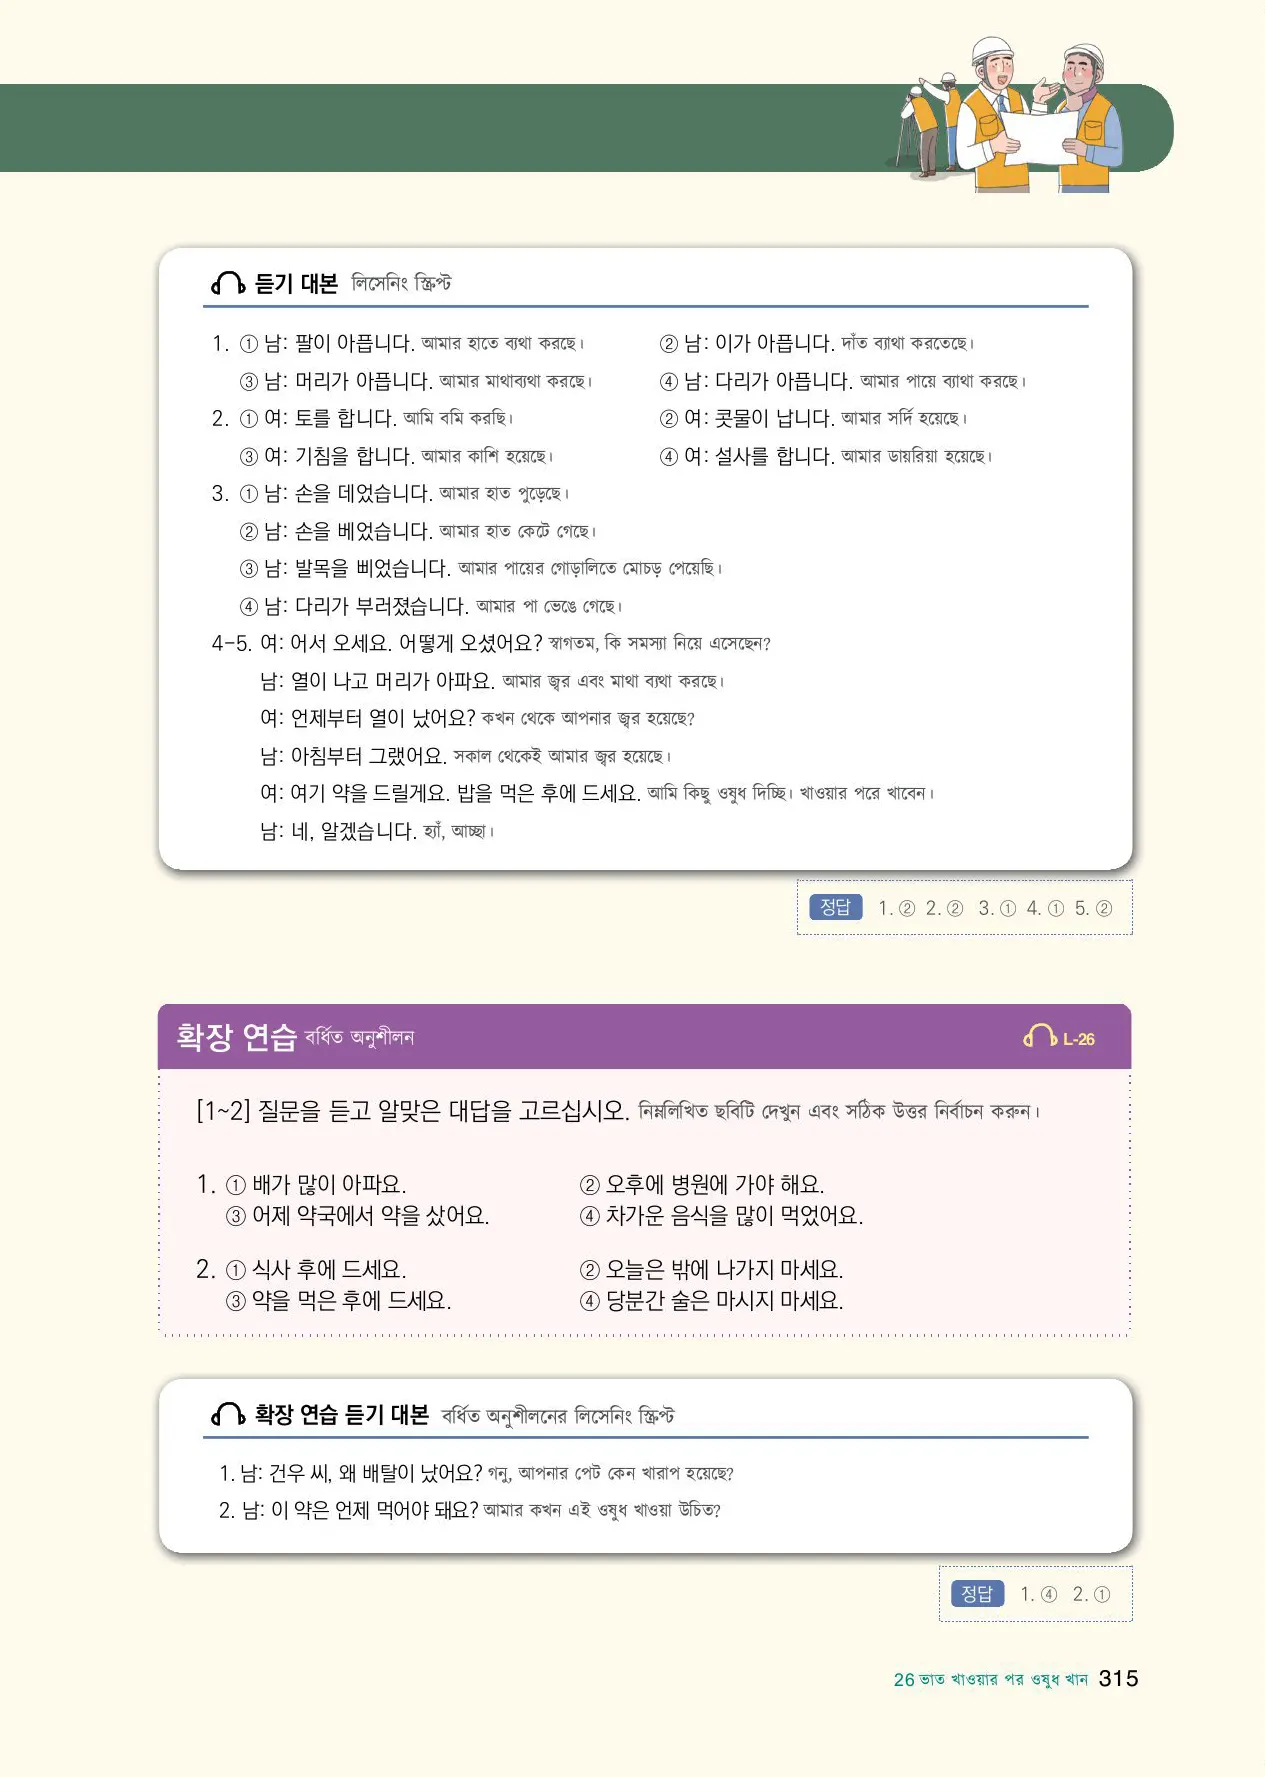 듣기 대본 লিসেনিং স্ক্রিপ্ট
1. ① 남: 팔이 아픕니다. আমার হাতে ব্যথা করছে। ② 남: 이가 아픕니다. দাঁত ব্যাথা করতেছে।
③ 남: 머리가 아픕니다. আমার মাথাব্যথা করছে। ④ 남: 다리가 아픕니다. আমার পায়ে ব্যাথা করছে।
2. ① 여: 토를 합니다. আমি বমি করছি। ② 여: 콧물이 납니다. আমার সর্দি হয়েছে।
③ 여: 기침을 합니다. আমার কাশি হয়েছে। ④ 여: 설사를 합니다. আমার ডায়রিয়া হয়েছে।
3. ① 남: 손을 데었습니다. আমার হাত পুড়েছে।
② 남: 손을 베었습니다. আমার হাত কেটে গেছে।
③ 남: 발목을 삐었습니다. আমার পায়ের গোড়ালিতে মোচড় পেয়েছি।
④ 남: 다리가 부러졌습니다. আমার পা ভেঙে গেছে।
4-5. 여: 어서 오세요. 어떻게 오셨어요? স্বাগতম, কি সমস্যা নিয়ে এসেছেন?
남: 열이 나고 머리가 아파요. আমার জ্বর এবং মাথা ব্যথা করছে।
여: 언제부터 열이 났어요? কখন থেকে আপনার জ্বর হয়েছে?
남: 아침부터 그랬어요. সকাল থেকেই আমার জ্বর হয়েছে।
여: 여기 약을 드릴게요. 밥을 먹은 후에 드세요. আমি কিছু ওষুধ দিচ্ছি। খাওয়ার পরে খাবেন।
남: 네, 알겠습니다. হ্যাঁ, আচ্ছা।
정답 1. ② 2. ② 3. ① 4. ① 5. ②
확장 연습 বর্ধিত অনুশীলন L-26
[1~2] 질문을 듣고 알맞은 대답을 고르십시오. নিম্নলিখিত ছবিটি দেখুন এবং সঠিক উত্তর নির্বাচন করুন।
1. ① 배가 많이 아파요. ② 오후에 병원에 가야 해요.
③ 어제 약국에서 약을 샀어요. ④ 차가운 음식을 많이 먹었어요.
2. ① 식사 후에 드세요. ② 오늘은 밖에 나가지 마세요.
③ 약을 먹은 후에 드세요. ④ 당분간 술은 마시지 마세요.
확장 연습 듣기 대본 বর্ধিত অনুশীলনের লিসেনিং স্ক্রিপ্ট
1. 남: 건우 씨, 왜 배탈이 났어요? গনু, আপনার পেট কেন খারাপ হয়েছে?
2. 남: 이 약은 언제 먹어야 돼요? আমার কখন এই ওষুধ খাওয়া উচিত?
정답 1. ④ 2. ①
26 ভাত খাওয়ার পর ওষুধ খান 315